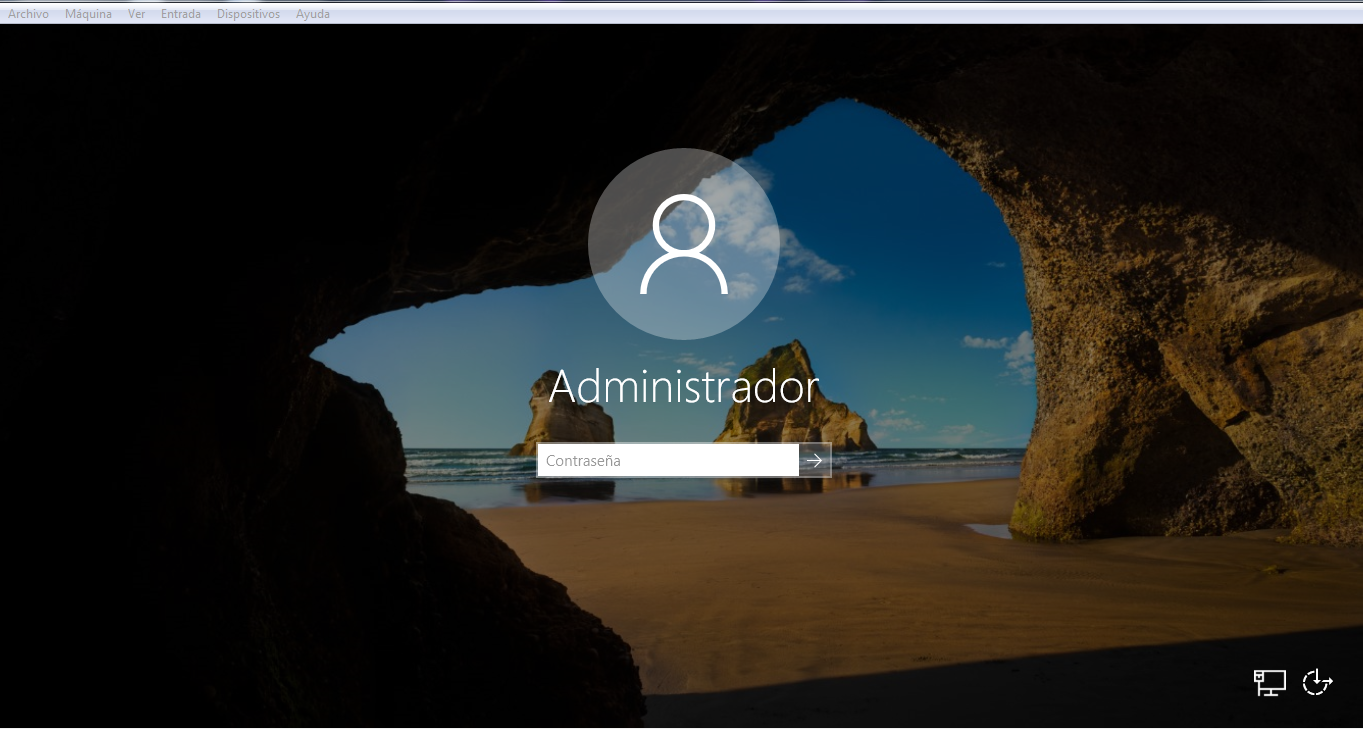 Archivo Máquina Ver Entrada Dispositivos Ayuda
Administrador
Contraseña